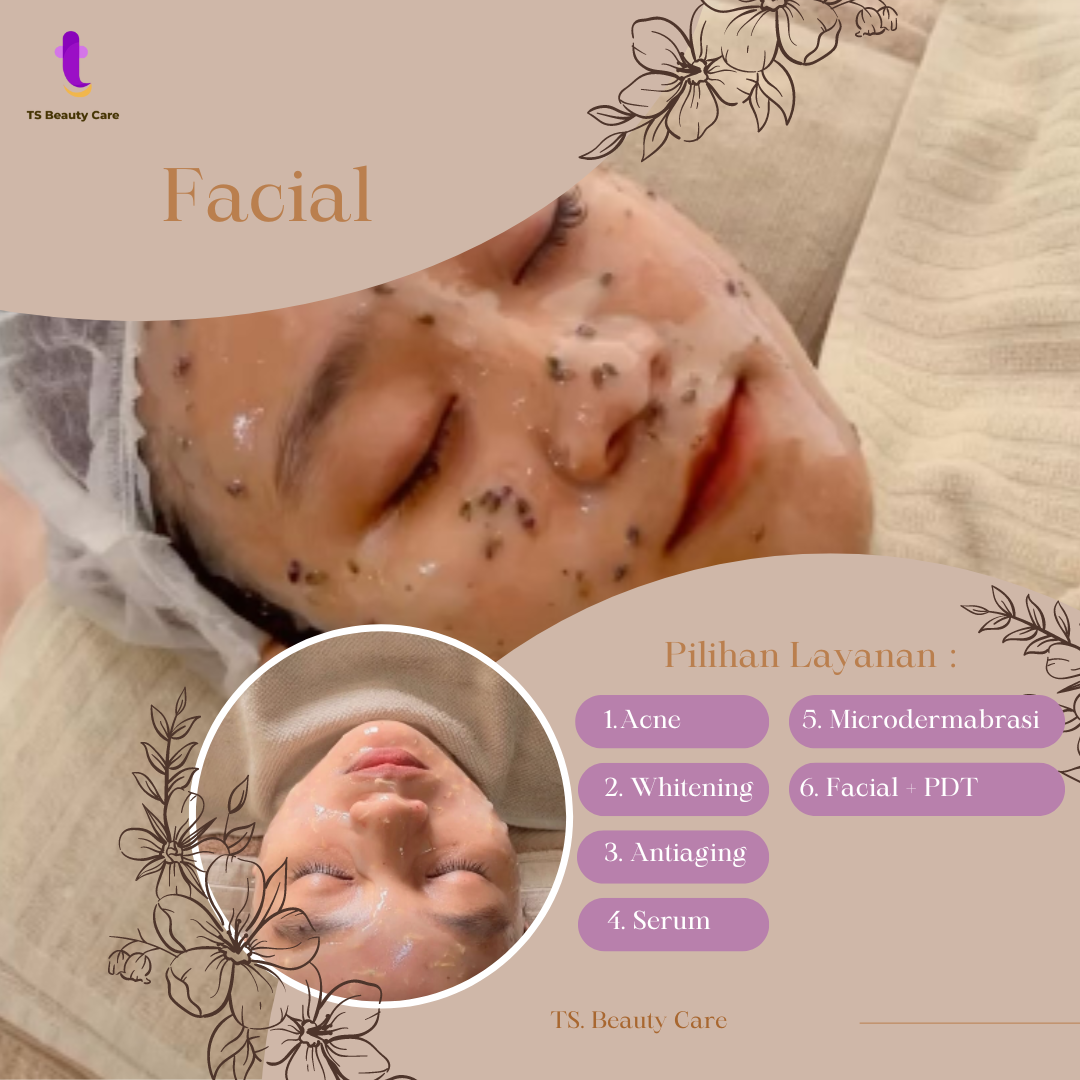 TS Beauty Care
Facial
Pilihan Layanan :
1.Acne
2. Whitening
3. Antiaging
4. Serum
5. Microdermabrasi
6. Facial + PDT
TS. Beauty Care